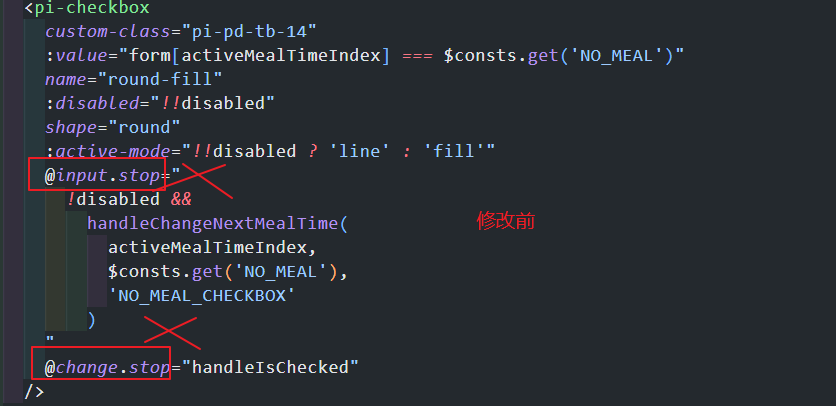 <pi-checkbox
custom-class="pi-pd-tb-14"
:value="form[activeMealTimeIndex] === $consts.get('NO_MEAL')"
name="round-fill"
:disabled="!!disabled"
shape="round"
:active-mode="!!disabled ? 'line' : 'fill'"
@input.stop="
!disabled &&
handleChangeNextMealTime(
修改前
activeMealTimeIndex,
$consts.get('NO_MEAL'),
'NO_MEAL_CHECKBOX'
)
"
@change.stop="handleIsChecked"
/>